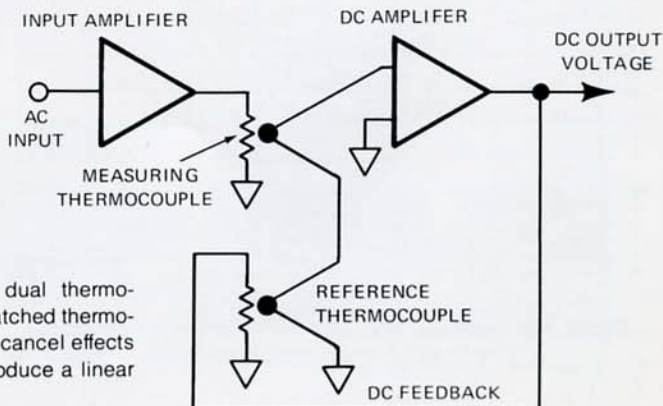 INPUT AMPLIFIER
DC AMPLIFER
DC OUTPUT
VOLTAGE
AC
INPUT
MEASURING
THERMOCOUPLE
dual thermo-
atched thermo-
cancel effects
oduce a linear
REFERENCE
THERMOCOUPLE
DC FEEDBACK